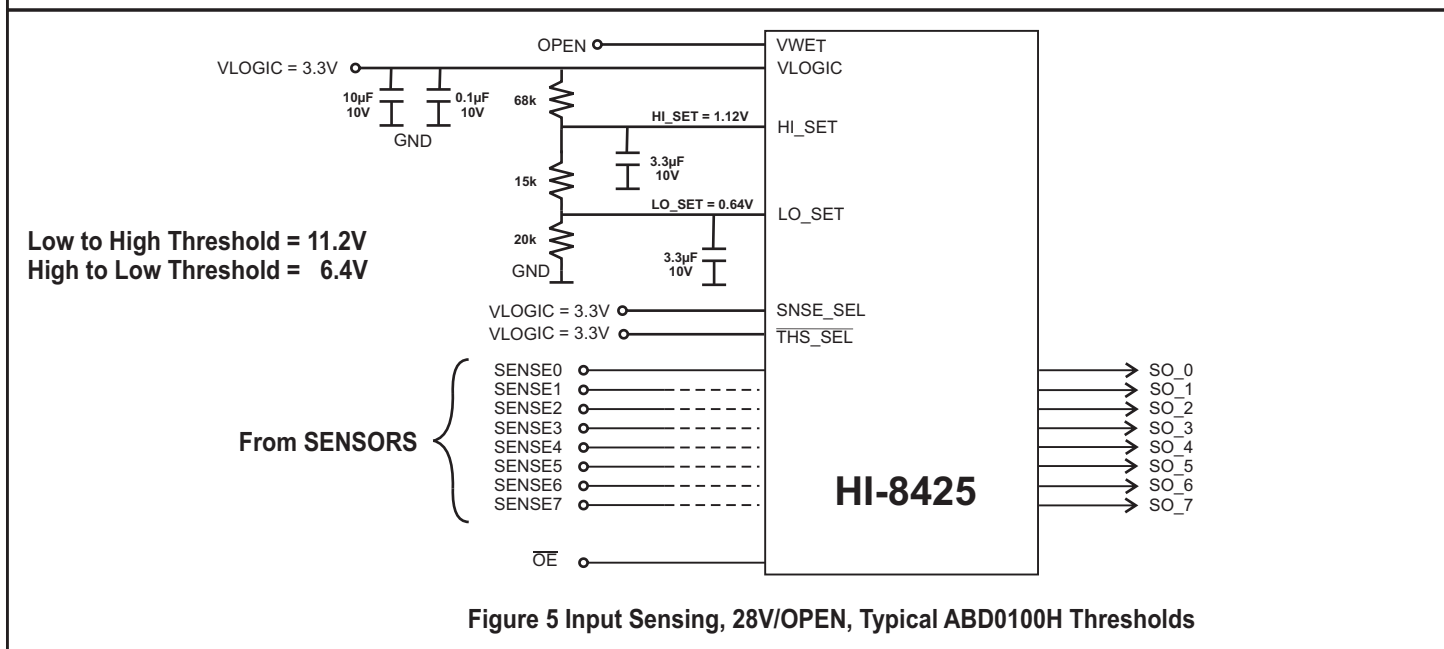 OPEN
VWET
VLOGIC = 3.3V
VLOGIC
10µF
10V
0.1µF
10V
GND
68k
HI_SET = 1.12V
HI_SET
3.3µF
10V
15k
LO_SET = 0.64V
LO_SET
20k
GND
3.3µF
10V
Low to High Threshold = 11.2V
High to Low Threshold = 6.4V
VLOGIC = 3.3V
SNSE_SEL
VLOGIC = 3.3V
THS_SEL
From SENSORS
SENSE0
SENSE1
SENSE2
SENSE3
SENSE4
SENSE5
SENSE6
SENSE7
HI-8425
SO_0
SO_1
SO_2
SO_3
SO_4
SO_5
SO_6
SO_7
OE
Figure 5 Input Sensing, 28V/OPEN, Typical ABD0100H Thresholds